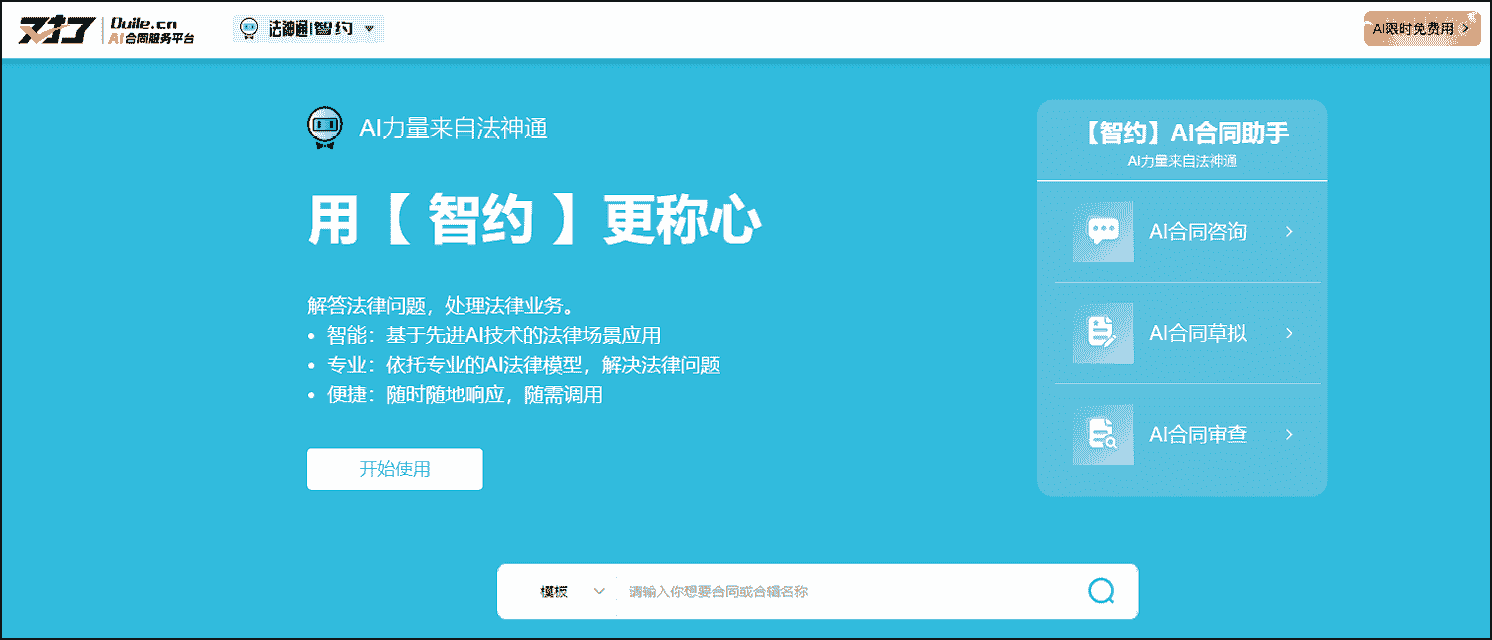 对了
Duile.cn
AI合同服务平台
法神通|智约
AI限时免费用
AI力量来自法神通
用【智约】更称心
解答法律问题，处理法律业务。
• 智能：基于先进AI技术的法律场景应用
• 专业：依托专业的AI法律模型，解决法律问题
• 便捷：随时随地响应，随需调用
开始使用
【智约】AI合同助手
AI力量来自法神通
AI合同咨询
AI合同草拟
AI合同审查
模板
请输入你想要合同或合辑名称